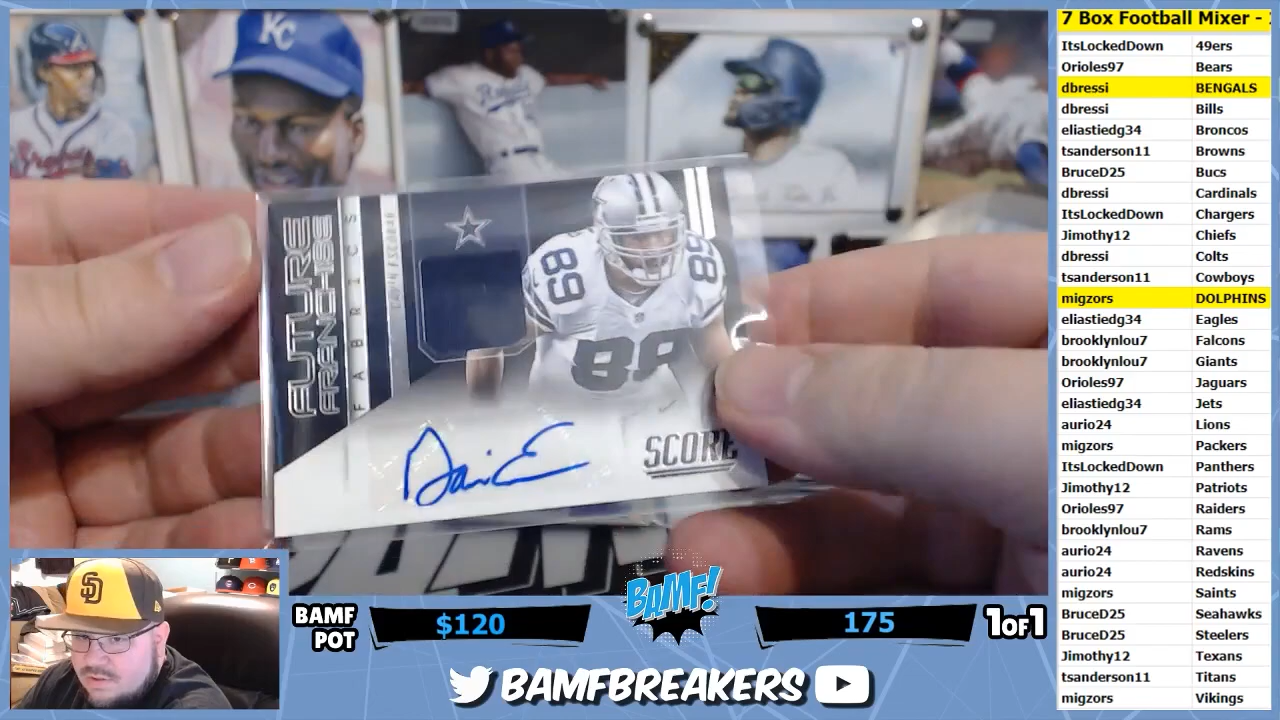 7 Box Football Mixer -
ItsLockedDown 49ers
Orioles97 Bears
dbressi BENGALS
dbressi Bills
eliastiedg34 Broncos
tsanderson11 Browns
BruceD25 Bucs
dbressi Cardinals
ItsLockedDown Chargers
Jimothy12 Chiefs
dbressi Colts
tsanderson11 Cowboys
migzors DOLPHINS
eliastiedg34 Eagles
brooklynlou7 Falcons
brooklynlou7 Giants
Orioles97 Jaguars
eliastiedg34 Jets
aurio24 Lions
migzors Packers
ItsLockedDown Panthers
Jimothy12 Patriots
Orioles97 Raiders
brooklynlou7 Rams
aurio24 Ravens
aurio24 Redskins
migzors Saints
BruceD25 Seahawks
BruceD25 Steelers
Jimothy12 Texans
tsanderson11 Titans
migzors Vikings
KC
FUTURE
FRANCHISE
FABRICS
89
89
89
SCORE
SD
BAMF
POT
$120
BAMF!
175
1OF1
BAMFBREAKERS